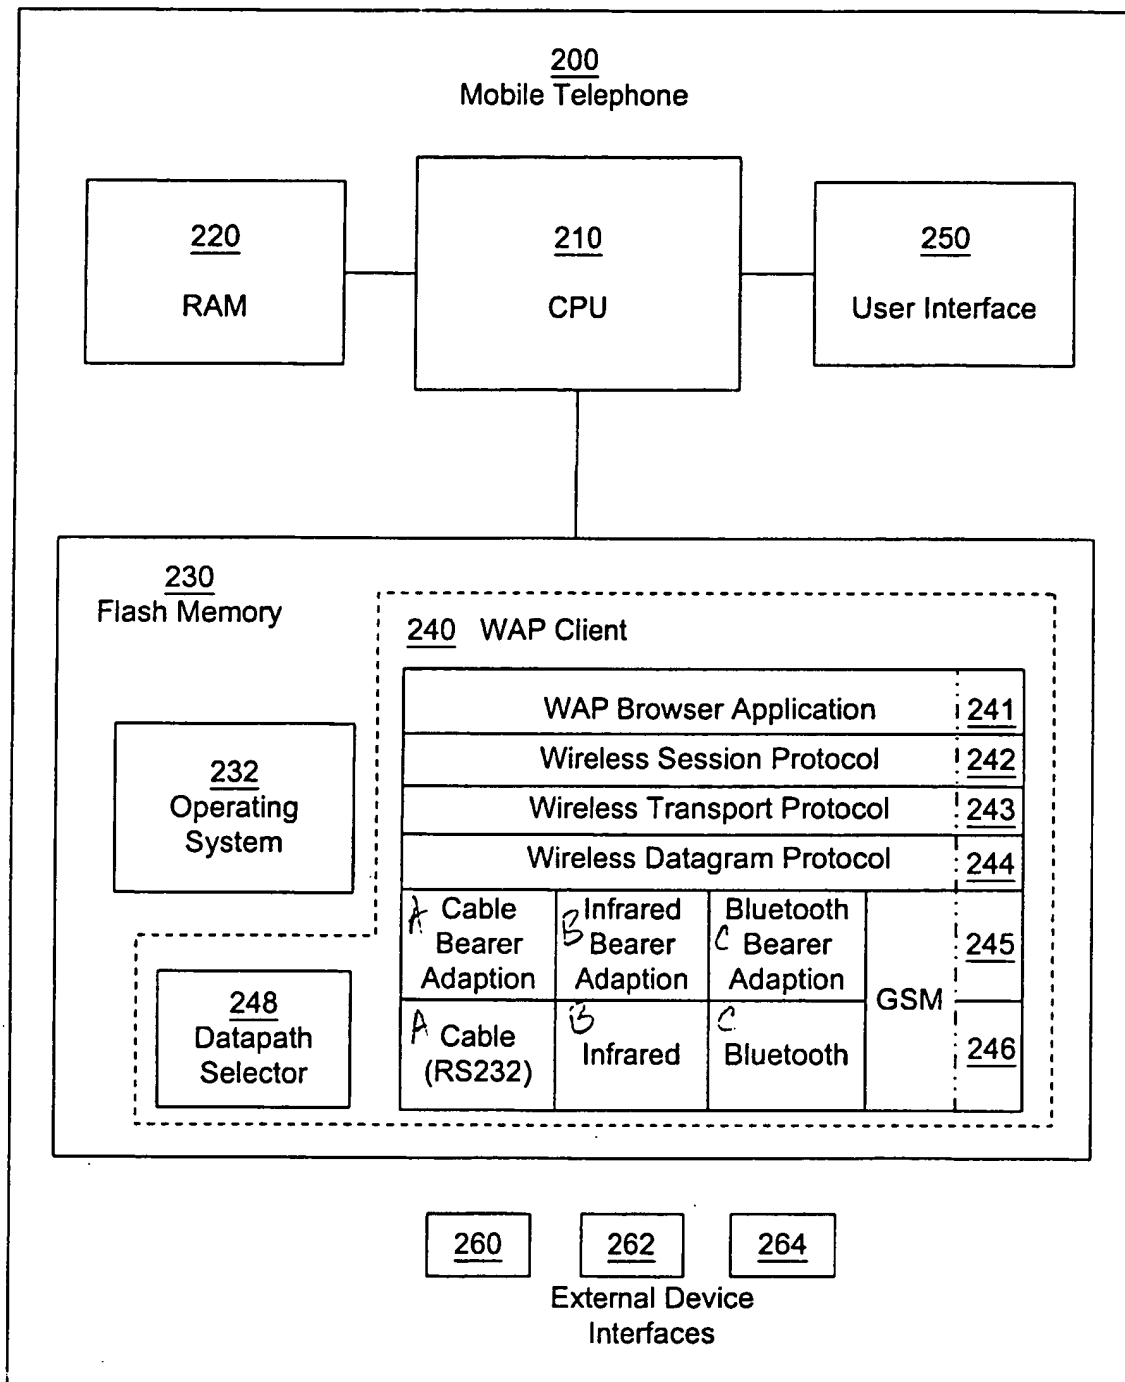 200
Mobile Telephone
220
RAM
210
CPU
250
User Interface
230
Flash Memory
240 WAP Client
WAP Browser Application 241
Wireless Session Protocol 242
Wireless Transport Protocol 243
Wireless Datagram Protocol 244
232
Operating
System
A Cable
Bearer
Adaption
B Infrared
Bearer
Adaption
Bluetooth
C Bearer
Adaption
245
GSM
248
Datapath
Selector
A Cable
(RS232)
B
Infrared
C
Bluetooth
246
260 262 264
External Device
Interfaces